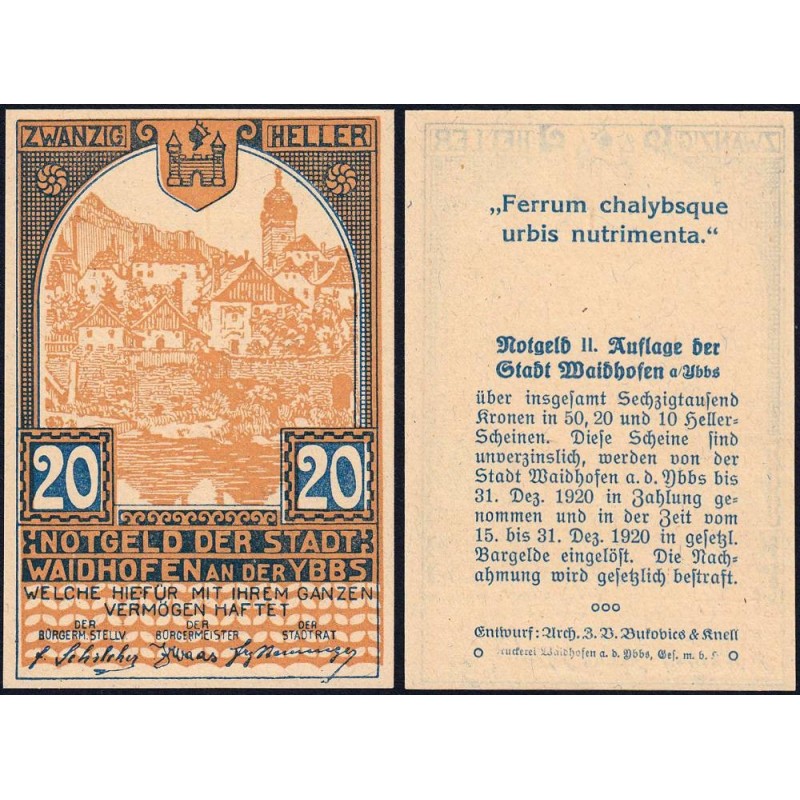 ZWANZIG HELLER
20 20
NOTGELD DER STADT
WAIDHOFEN AN DER YBBS
WELCHE HIEFÜR MIT IHREM GANZEN
VERMÖGEN HAFTET
DER DER DER
BÜRGERM. STELLV. BÜRGERMEISTER STADTRAT
„Ferrum chalybsque
urbis nutrimenta.“
Notgeld II. Auflage der
Stadt Waidhofen a/Ybbs
über insgesamt Sechzigtausend
Kronen in 50, 20 und 10 Heller-
Scheinen. Diese Scheine sind
unverzinslich, werden von der
Stadt Waidhofen a. d. Ybbs bis
31. Dez. 1920 in Zahlung ge-
nommen und in der Zeit vom
15. bis 31. Dez. 1920 in gesetzl.
Bargelde eingelöst. Die Nach-
ahmung wird gesetzlich bestraft.
Entwurf: Arch. J. V. Bukovics & Knell
Waidhofen a. d. Ybbs, Ges. m. b.